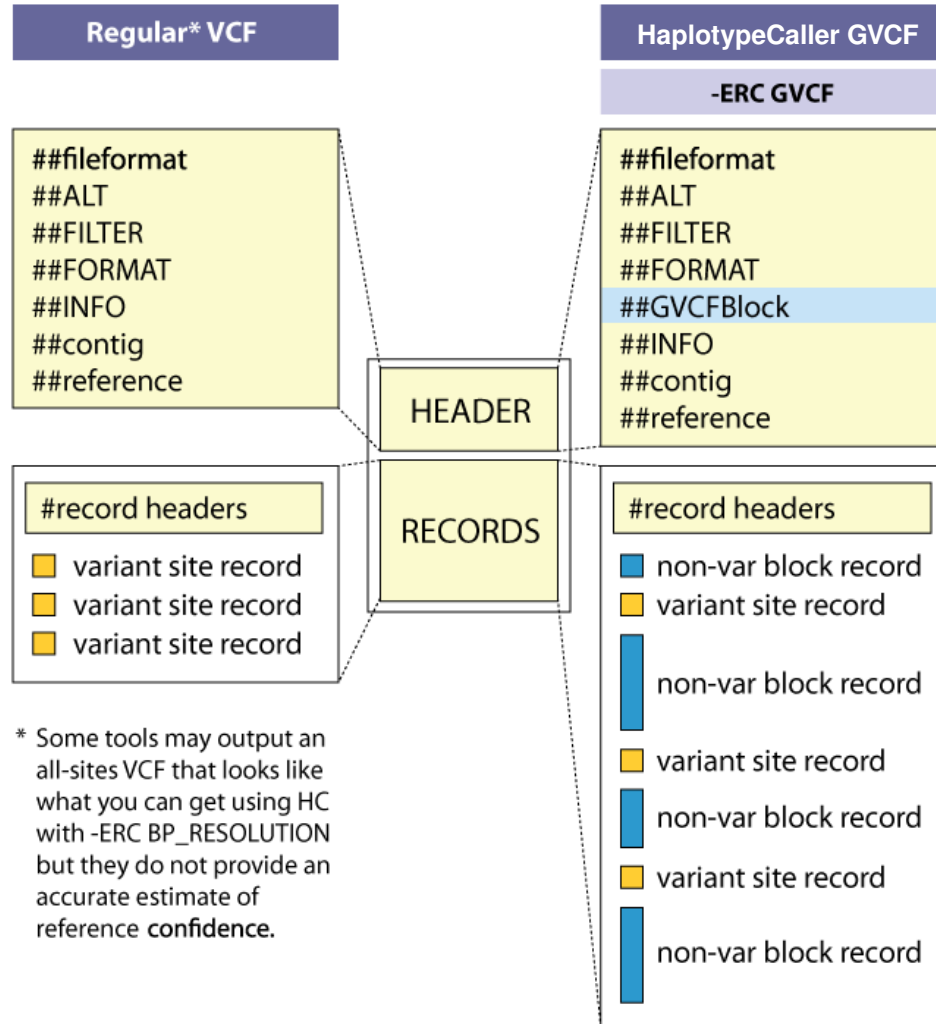 Regular* VCF
##fileformat
##ALT
##FILTER
##FORMAT
##INFO
##contig
##reference
#record headers
variant site record
variant site record
variant site record
* Some tools may output an
all-sites VCF that looks like
what you can get using HC
with -ERC BP_RESOLUTION
but they do not provide an
accurate estimate of
reference confidence.
HEADER
RECORDS
HaplotypeCaller GVCF
-ERC GVCF
##fileformat
##ALT
##FILTER
##FORMAT
##GVCFBlock
##INFO
##contig
##reference
#record headers
non-var block record
variant site record
non-var block record
variant site record
non-var block record
variant site record
non-var block record